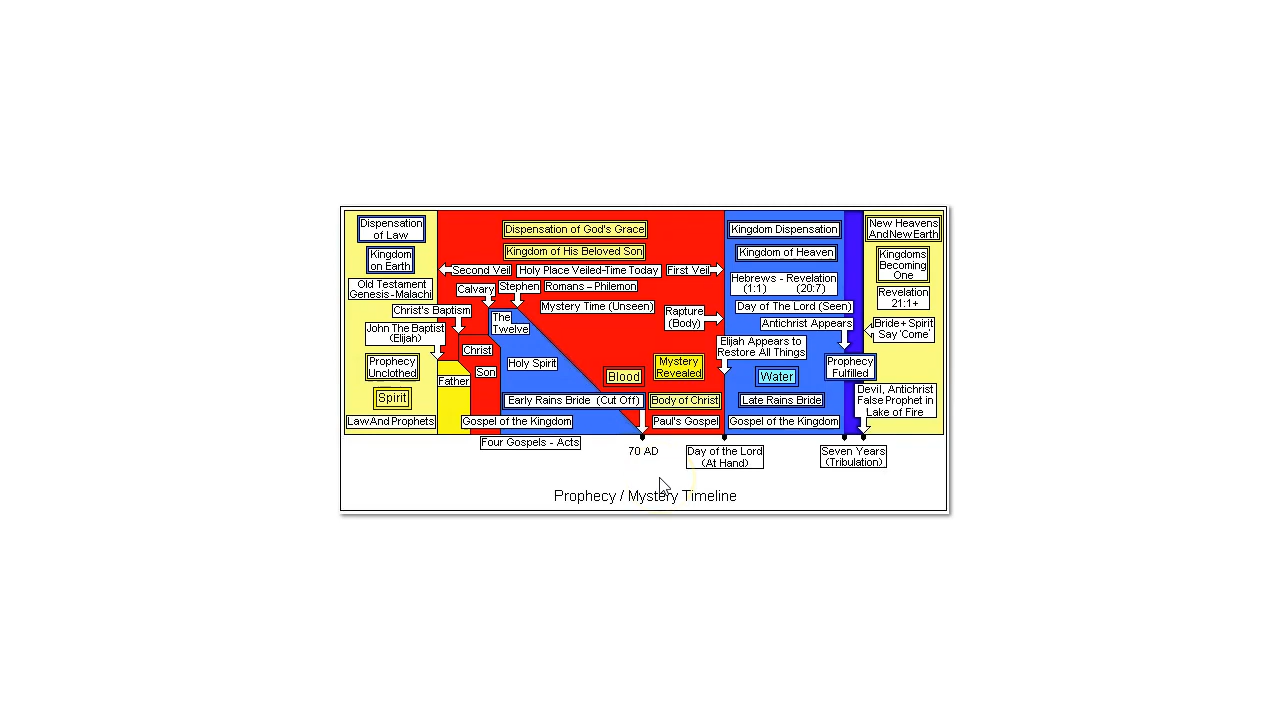 Dispensation
of Law
Kingdom
on Earth
Old Testament
Genesis - Malachi
Christ's Baptism
John The Baptist
(Elijah)
Prophecy
Unclothed
Spirit
Law And Prophets
Dispensation of God's Grace
Kingdom of His Beloved Son
Second Veil
Holy Place Veiled-Time Today
First Veil
Calvary
Stephen
Romans – Philemon
Mystery Time (Unseen)
The
Twelve
Rapture
(Body)
Christ
Son
Father
Holy Spirit
Blood
Mystery
Revealed
Early Rains Bride (Cut Off)
Body of Christ
Gospel of the Kingdom
Paul's Gospel
Four Gospels - Acts
70 AD
Kingdom Dispensation
Kingdom of Heaven
Hebrews - Revelation
(1:1) (20:7)
Day of The Lord (Seen)
Antichrist Appears
Elijah Appears to
Restore All Things
Water
Prophecy
Fulfilled
Late Rains Bride
Gospel of the Kingdom
Day of the Lord
(At Hand)
Seven Years
(Tribulation)
New Heavens
And New Earth
Kingdoms
Becoming
One
Revelation
21:1+
Bride + Spirit
Say 'Come'
Devil, Antichrist
False Prophet in
Lake of Fire
Prophecy / Mystery Timeline